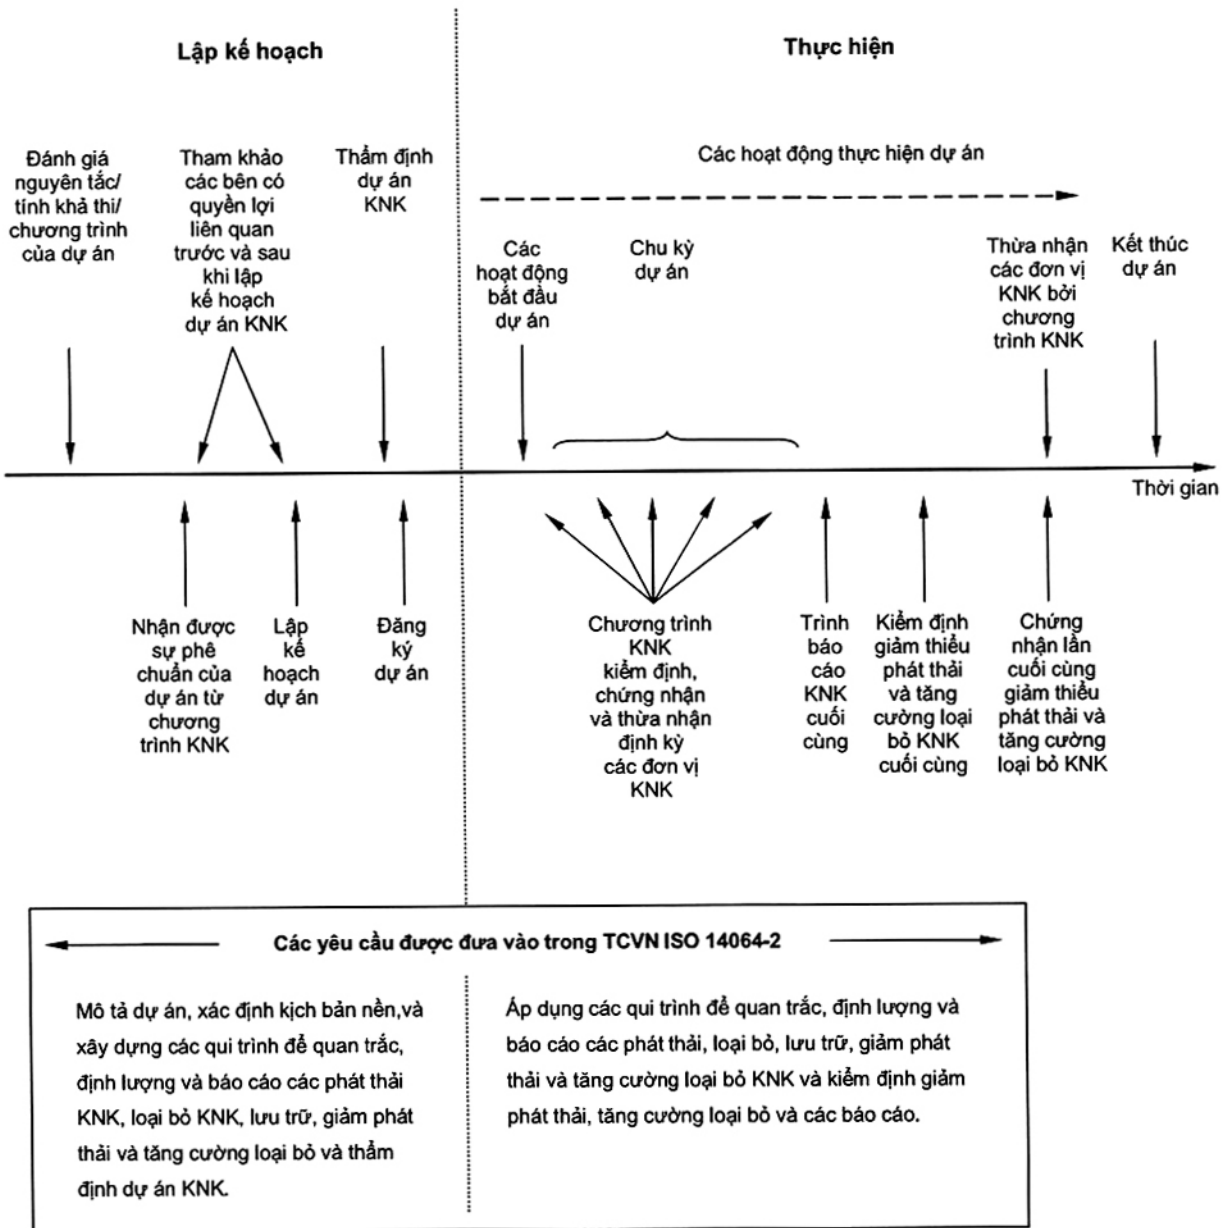 Lập kế hoạch
Thực hiện
Đánh giá
nguyên tắc/
tính khả thi/
chương trình
của dự án
Tham khảo
các bên có
quyền lợi
liên quan
trước và sau
khi lập
kế hoạch
dự án KNK
Thẩm định
dự án
KNK
Các hoạt động thực hiện dự án
Các
hoạt động
bắt đầu
dự án
Chu kỳ
dự án
Thừa nhận
các đơn vị
KNK bởi
chương
trình KNK
Kết thúc
dự án
Thời gian
Nhận được
sự phê
chuẩn của
dự án từ
chương
trình KNK
Lập
kế
hoạch
dự án
Đăng
ký
dự án
Chương trình
KNK
kiểm định,
chứng nhận
và thừa nhận
định kỳ
các đơn vị
KNK
Trình
báo
cáo
KNK
cuối
cùng
Kiểm định
giảm thiểu
phát thải
và tăng
cường loại
bỏ KNK
cuối cùng
Chứng
nhận lần
cuối cùng
giảm thiểu
phát thải và
tăng cường
loại bỏ KNK
Các yêu cầu được đưa vào trong TCVN ISO 14064-2
Mô tả dự án, xác định kịch bản nền,và
xây dựng các qui trình để quan trắc,
định lượng và báo cáo các phát thải
KNK, loại bỏ KNK, lưu trữ, giảm phát
thải và tăng cường loại bỏ và thẩm
định dự án KNK.
Áp dụng các qui trình để quan trắc, định lượng và
báo cáo các phát thải, loại bỏ, lưu trữ, giảm phát
thải và tăng cường loại bỏ KNK và kiểm định giảm
phát thải, tăng cường loại bỏ và các báo cáo.